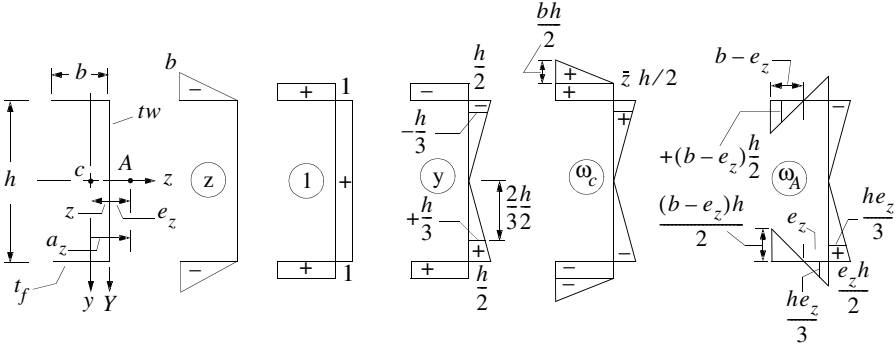 b
tw
h
c
A
z
z
e_z
a_z
t_f
y
Y
b
−
z
−
+
1
1
+
+
1
−
h/2
−
−h/3
y
+h/3
2/3 h/2
+
+
h/2
bh/2
+
+
z̄ h/2
+
ω_c
−
−
−
b − e_z
−
+(b − e_z) h/2
ω_A
(b − e_z)h/2
e_z
he_z/3
+
e_z h/2
he_z/3